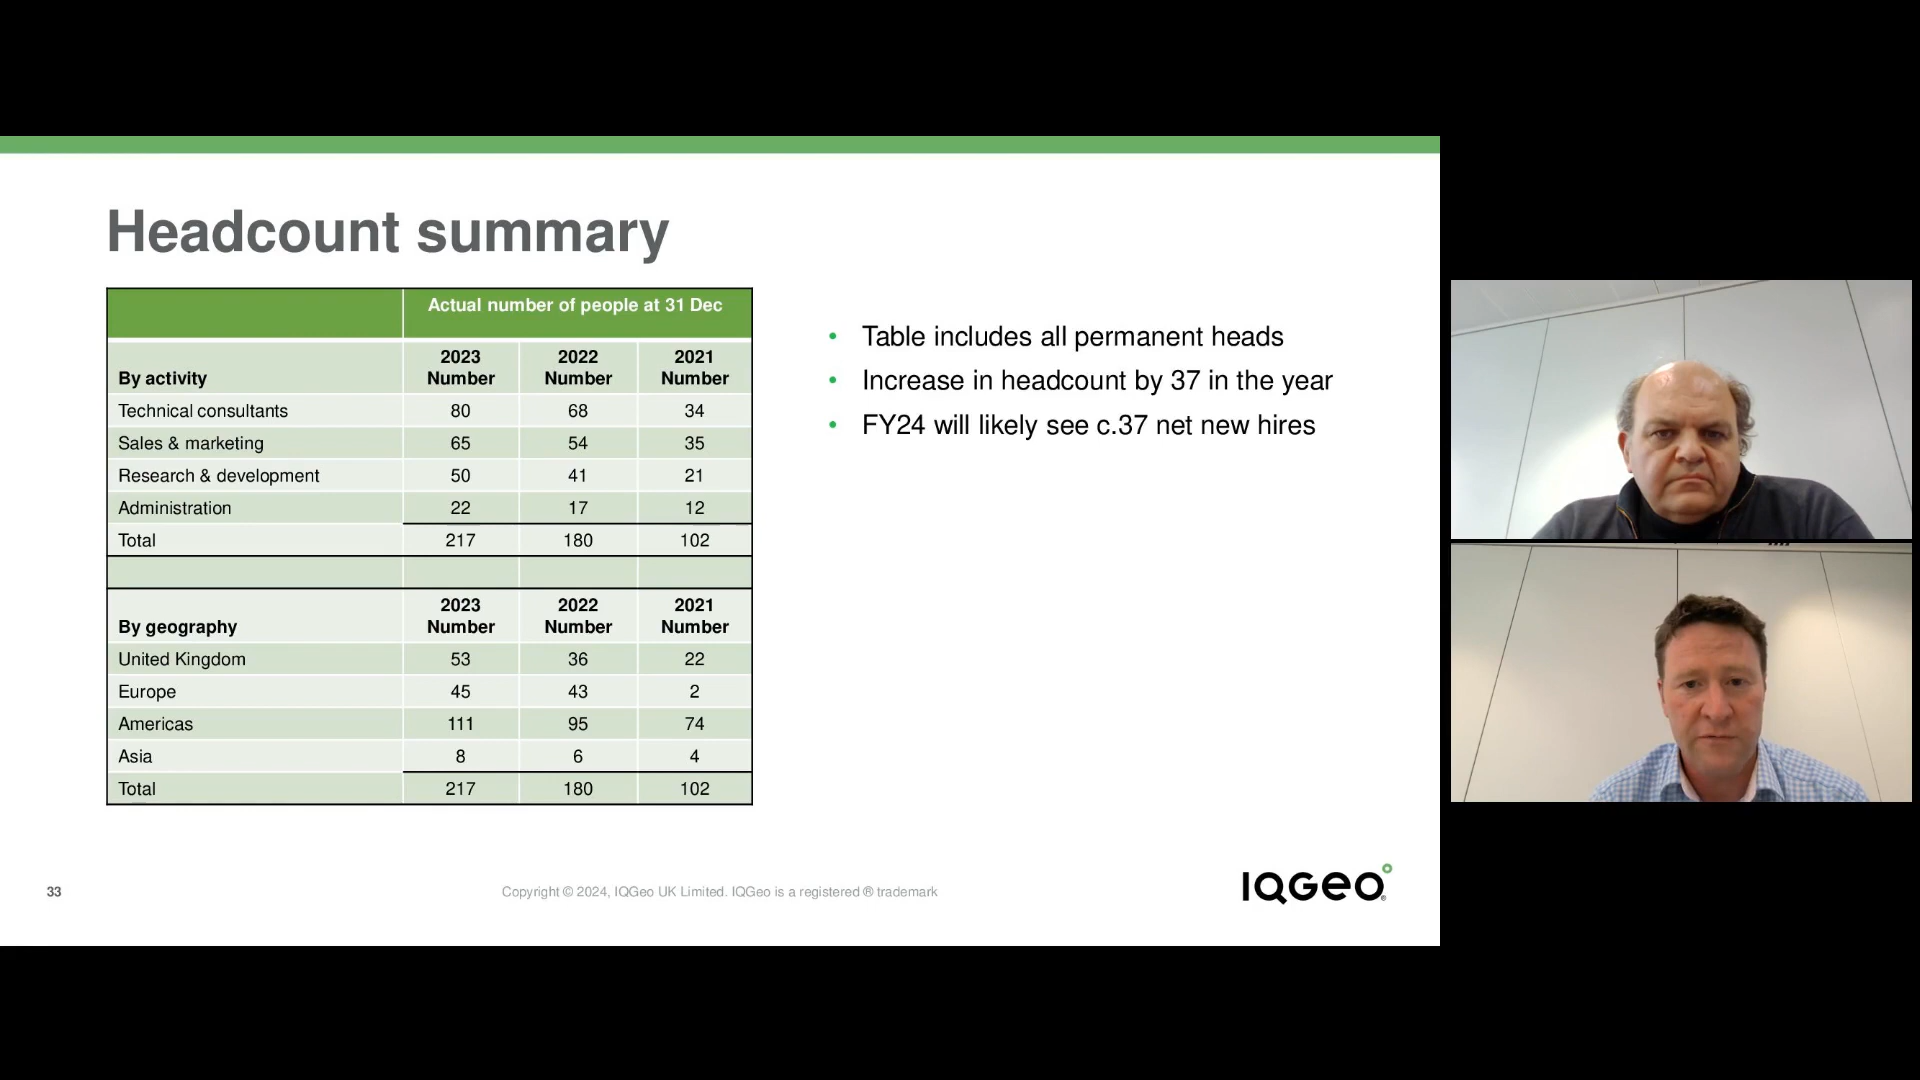 Headcount summary
Actual number of people at 31 Dec
By activity 2023 Number 2022 Number 2021 Number
Technical consultants 80 68 34
Sales & marketing 65 54 35
Research & development 50 41 21
Administration 22 17 12
Total 217 180 102
By geography 2023 Number 2022 Number 2021 Number
United Kingdom 53 36 22
Europe 45 43 2
Americas 111 95 74
Asia 8 6 4
Total 217 180 102
• Table includes all permanent heads
• Increase in headcount by 37 in the year
• FY24 will likely see c.37 net new hires
33
Copyright © 2024, IQGeo UK Limited. IQGeo is a registered ® trademark
IQGeo®